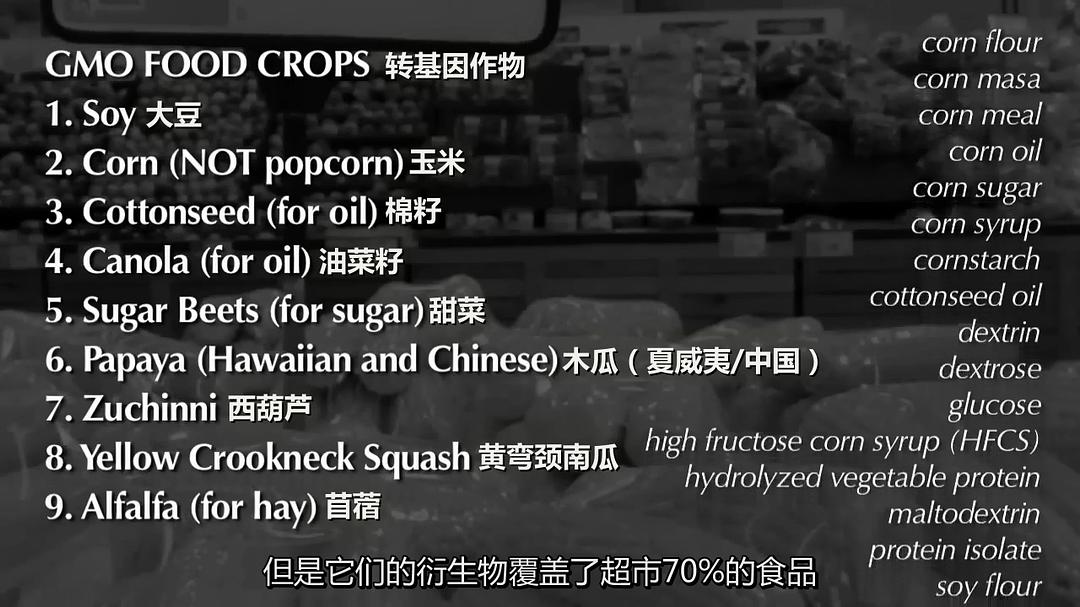 GMO FOOD CROPS 转基因作物
1. Soy 大豆
2. Corn (NOT popcorn) 玉米
3. Cottonseed (for oil) 棉籽
4. Canola (for oil) 油菜籽
5. Sugar Beets (for sugar) 甜菜
6. Papaya (Hawaiian and Chinese) 木瓜（夏威夷/中国）
7. Zuchinni 西葫芦
8. Yellow Crookneck Squash 黄弯颈南瓜
9. Alfalfa (for hay) 苜蓿
corn flour
corn masa
corn meal
corn oil
corn sugar
corn syrup
cornstarch
cottonseed oil
dextrin
dextrose
glucose
high fructose corn syrup (HFCS)
hydrolyzed vegetable protein
maltodextrin
protein isolate
soy flour
但是它们的衍生物覆盖了超市70%的食品